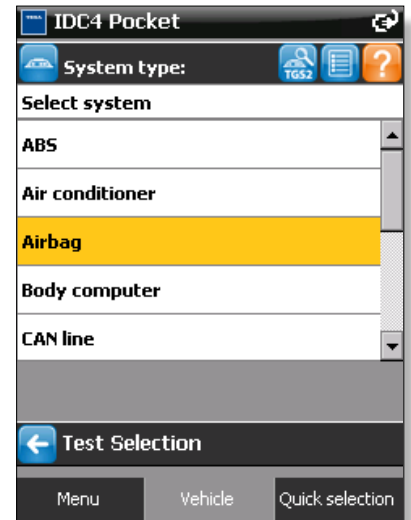 TEXA
IDC4 Pocket
System type:
TGS2
?
Select system
ABS
Air conditioner
Airbag
Body computer
CAN line
Test Selection
Menu
Vehicle
Quick selection